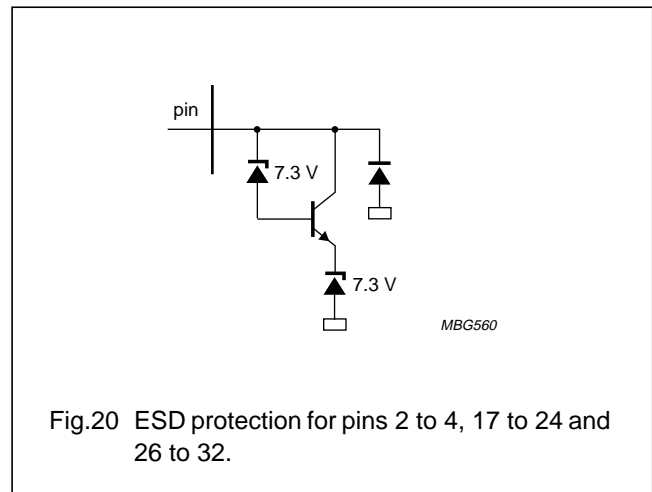 pin
7.3 V
7.3 V
MBG560
Fig.20 ESD protection for pins 2 to 4, 17 to 24 and
26 to 32.